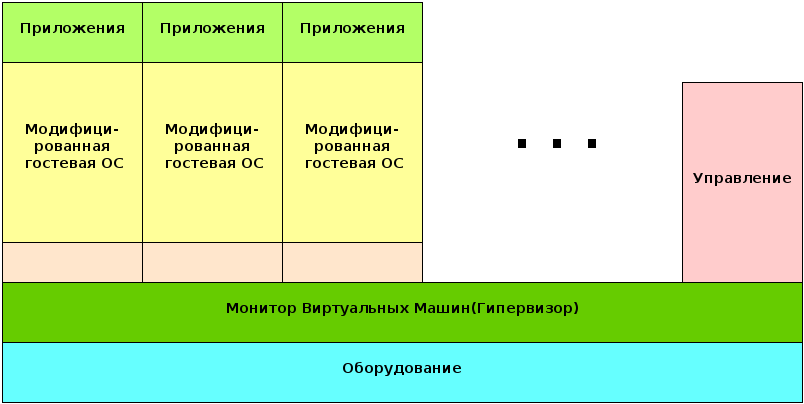 Приложения
Приложения
Приложения
Модифици-
рованная
гостевая ОС
Модифици-
рованная
гостевая ОС
Модифици-
рованная
гостевая ОС
...
Управление
Монитор Виртуальных Машин(Гипервизор)
Оборудование